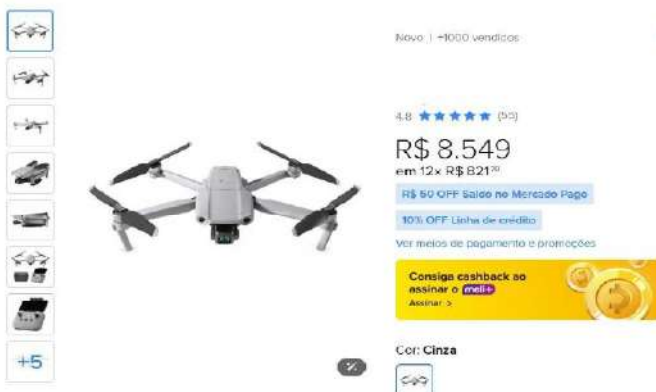 Novo | +1000 vendidos
4.8 ★★★★★ (55)
R$ 8.549
em 12x R$ 821
R$ 50 OFF Saldo no Mercado Pago
10% OFF Linha de crédito
Ver meios de pagamento e promoções
Consiga cashback ao
assinar o meli+
Assinar >
Cor: Cinza
+5